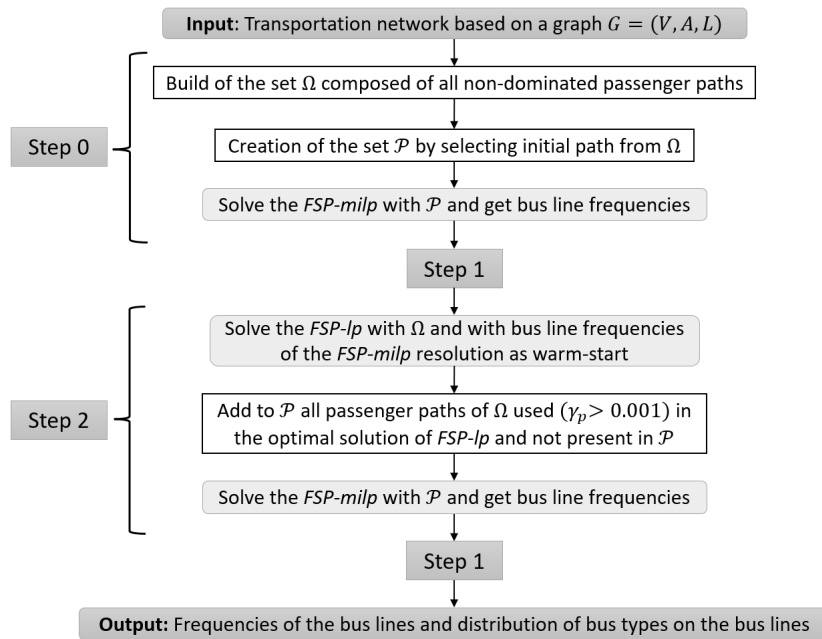 Input: Transportation network based on a graph G = (V, A, L)
Build of the set Ω composed of all non-dominated passenger paths
Step 0
Creation of the set 𝒫 by selecting initial path from Ω
Solve the FSP-milp with 𝒫 and get bus line frequencies
Step 1
Solve the FSP-lp with Ω and with bus line frequencies
of the FSP-milp resolution as warm-start
Step 2
Add to 𝒫 all passenger paths of Ω used (γₚ> 0.001) in
the optimal solution of FSP-lp and not present in 𝒫
Solve the FSP-milp with 𝒫 and get bus line frequencies
Step 1
Output: Frequencies of the bus lines and distribution of bus types on the bus lines